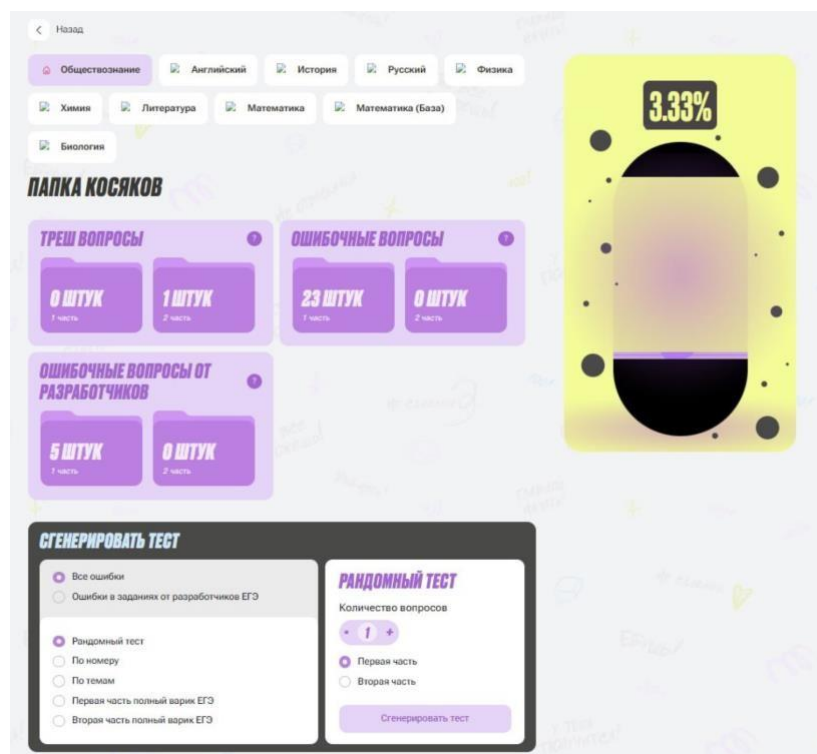 Назад
Обществознание Английский История Русский Физика
Химия Литература Математика Математика (База)
Биология
3.33%
ПАПКА КОСЯКОВ
ТРЕШ ВОПРОСЫ ?
0 ШТУК 1 ШТУК
1 часть 2 часть
ОШИБОЧНЫЕ ВОПРОСЫ ?
23 ШТУК 0 ШТУК
1 часть 2 часть
ОШИБОЧНЫЕ ВОПРОСЫ ОТ
РАЗРАБОТЧИКОВ ?
5 ШТУК 0 ШТУК
1 часть 2 часть
СГЕНЕРИРОВАТЬ ТЕСТ
Все ошибки
Ошибки в заданиях от разработчиков ЕГЭ
Рандомный тест
По номеру
По темам
Первая часть полный варик ЕГЭ
Вторая часть полный варик ЕГЭ
РАНДОМНЫЙ ТЕСТ
Количество вопросов
- 1 +
Первая часть
Вторая часть
Сгенерировать тест